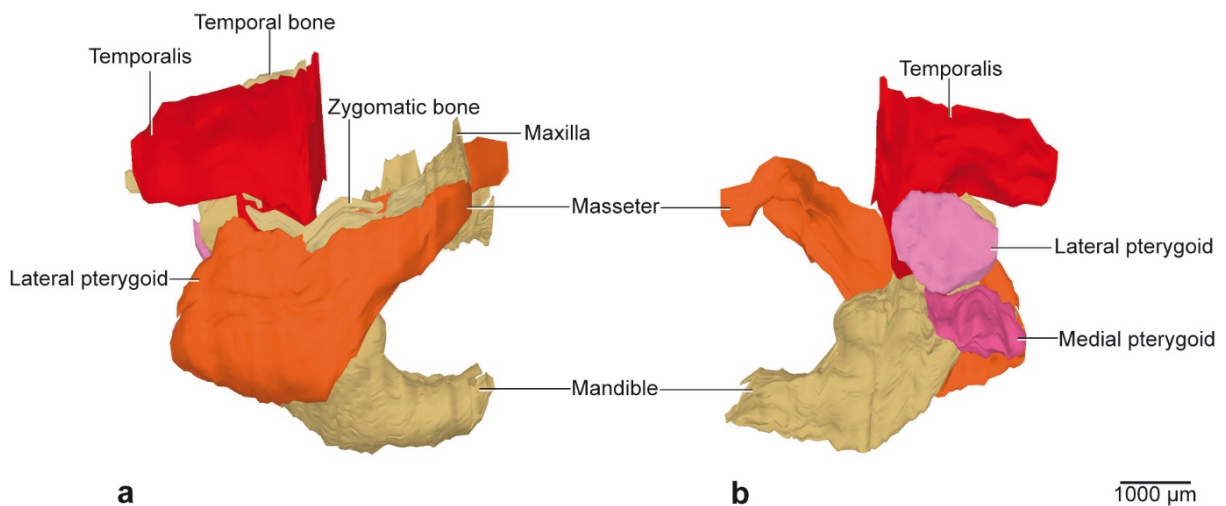 Temporal bone
Temporalis
Zygomatic bone
Maxilla
Masseter
Lateral pterygoid
Mandible
a
Temporalis
Lateral pterygoid
Medial pterygoid
b
1000 µm